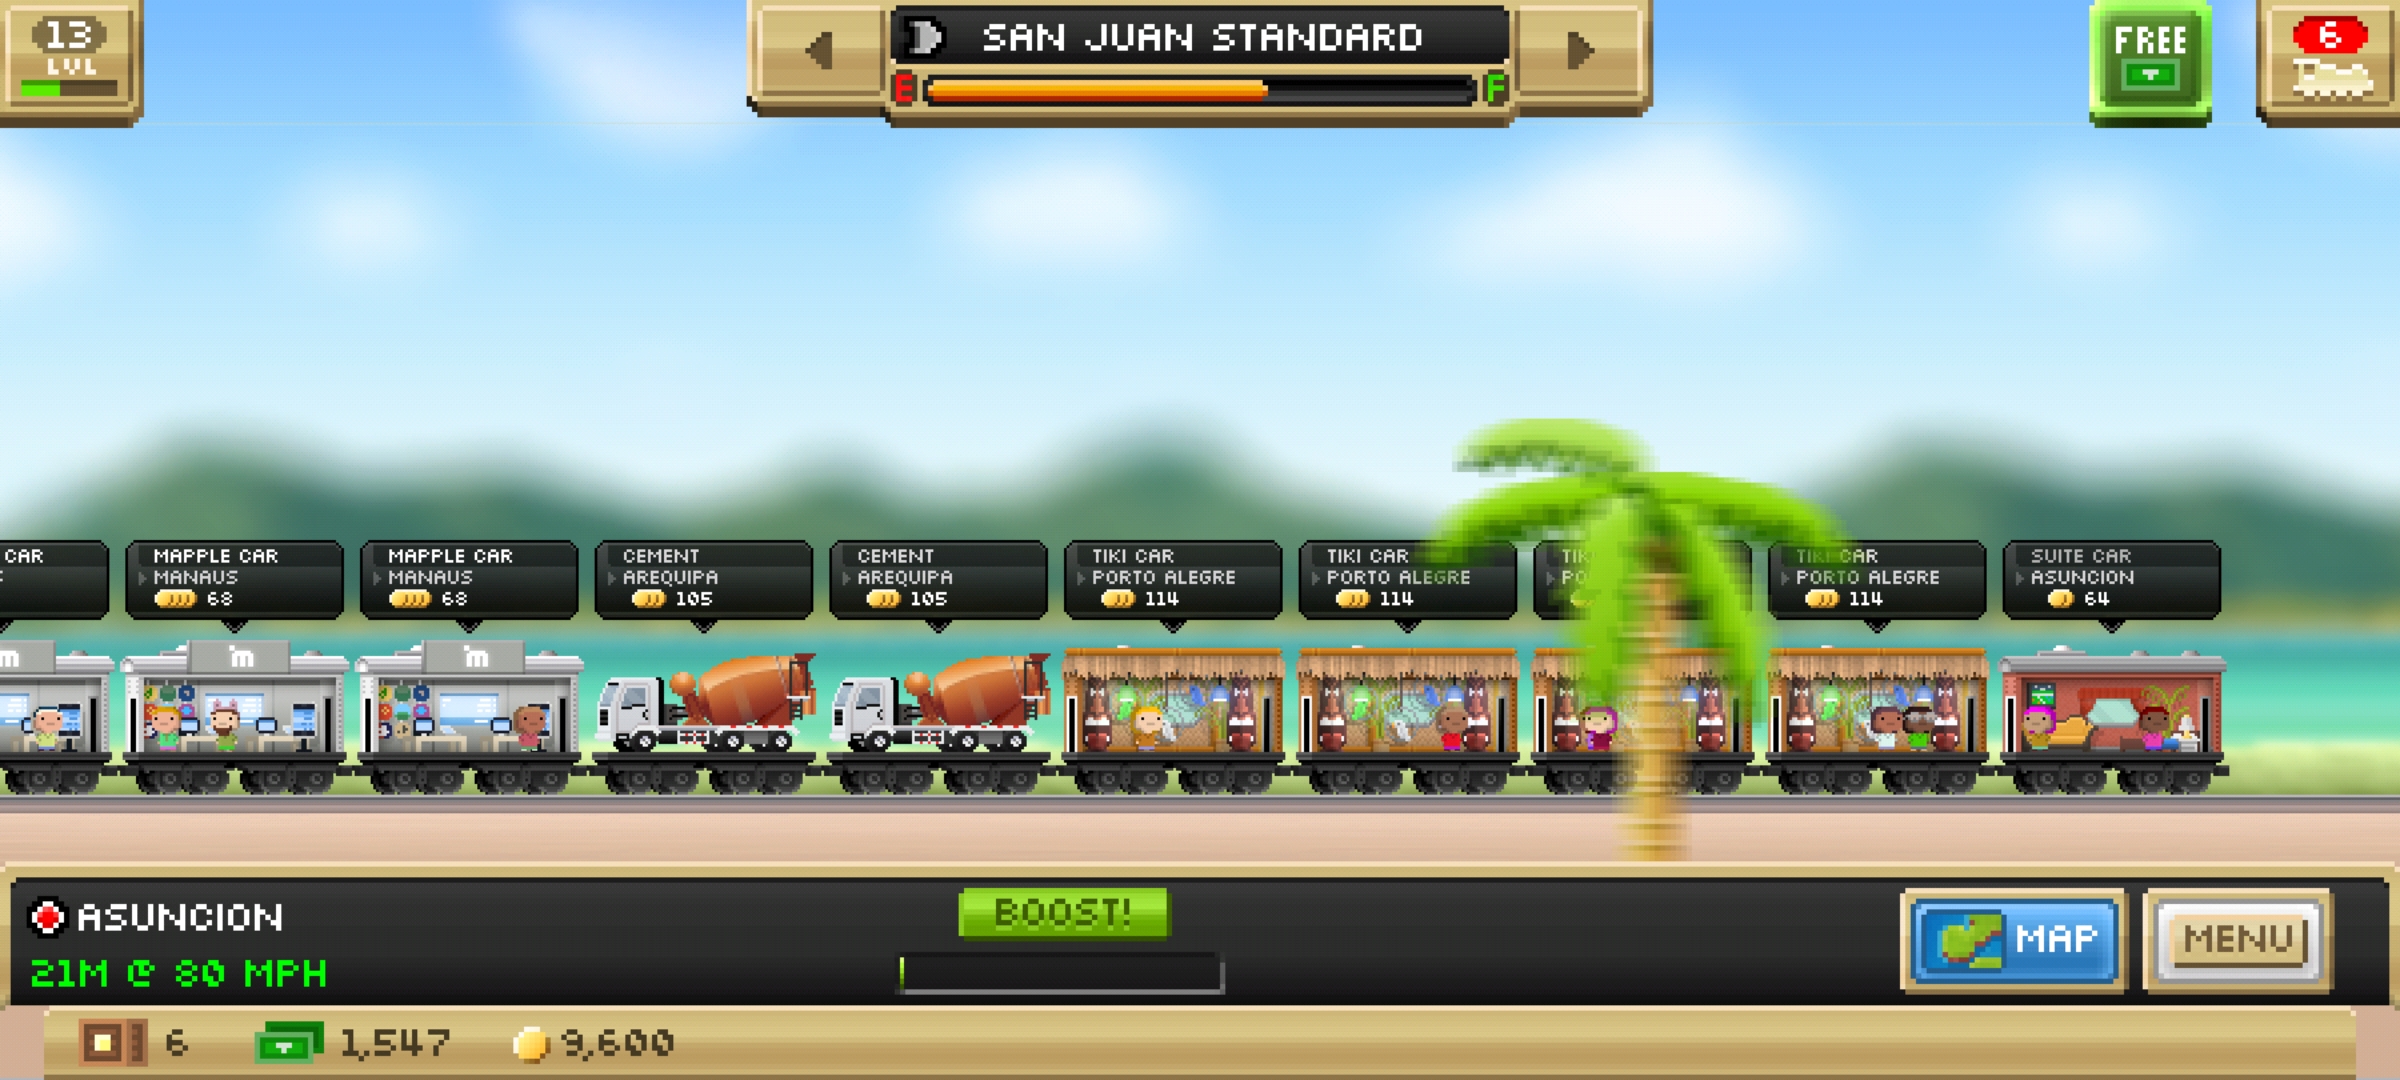 13
LVL
SAN JUAN STANDARD
E F
FREE
6
CAR
MAPPLE CAR
MANAUS
68
MAPPLE CAR
MANAUS
68
CEMENT
AREQUIPA
105
CEMENT
AREQUIPA
105
TIKI CAR
PORTO ALEGRE
114
TIKI CAR
PORTO ALEGRE
114
TIKI CAR
PORTO ALEGRE
114
SUITE CAR
ASUNCION
64
m
m
m
ASUNCION
21M @ 80 MPH
BOOST!
MAP
MENU
6
1,547
9,600